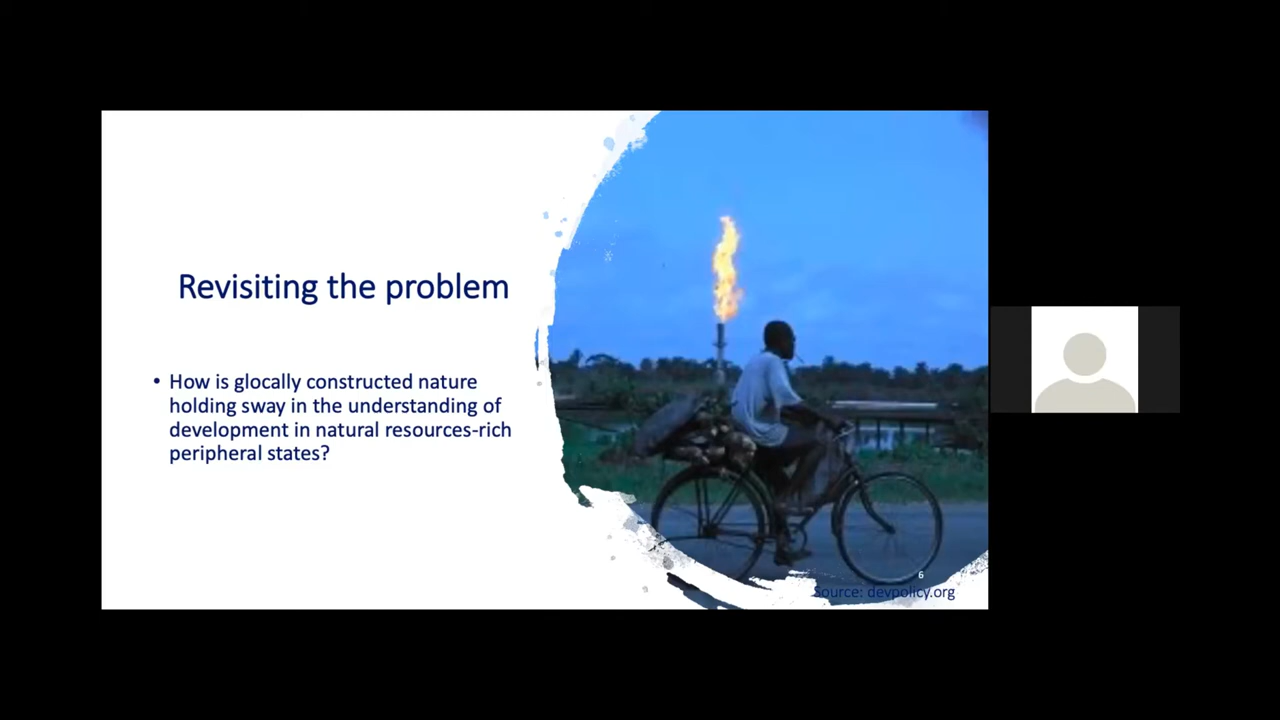 Revisiting the problem
• How is glocally constructed nature
holding sway in the understanding of
development in natural resources-rich
peripheral states?
6
Source: devpolicy.org